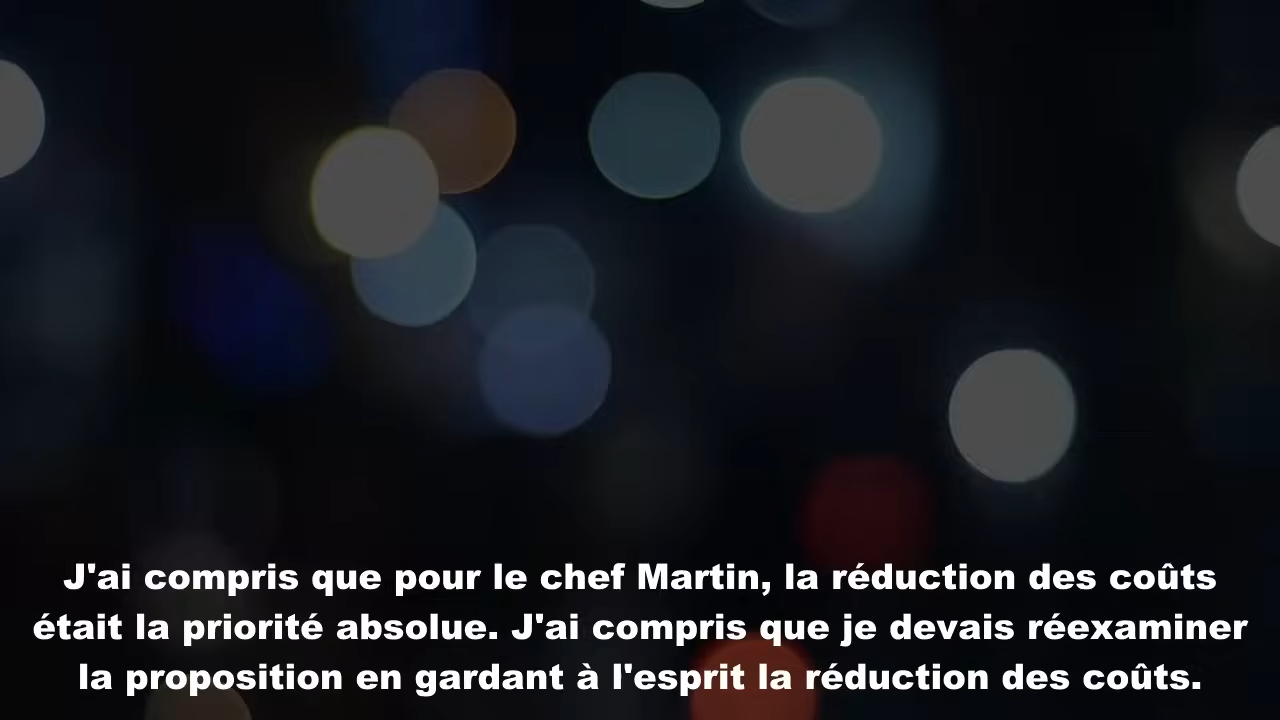 J'ai compris que pour le chef Martin, la réduction des coûts
était la priorité absolue. J'ai compris que je devais réexaminer
la proposition en gardant à l'esprit la réduction des coûts.